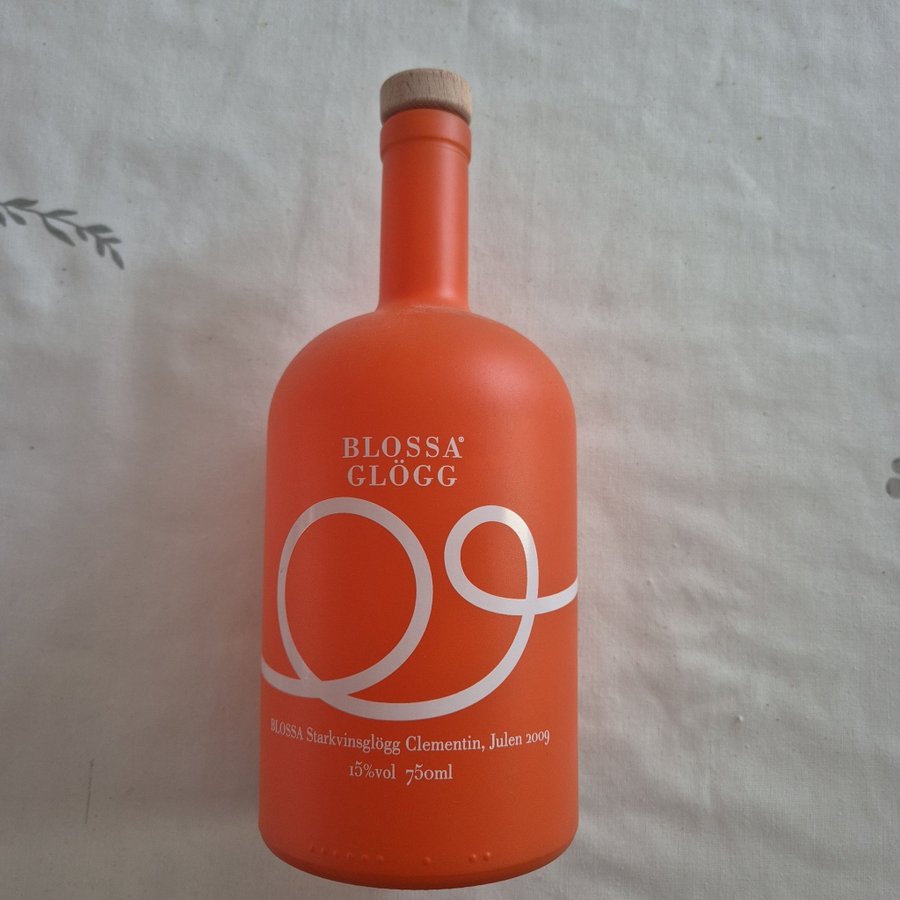 BLOSSA®
GLÖGG
09
BLOSSA Starkvinsglögg Clementin, Julen 2009
15%vol 750ml